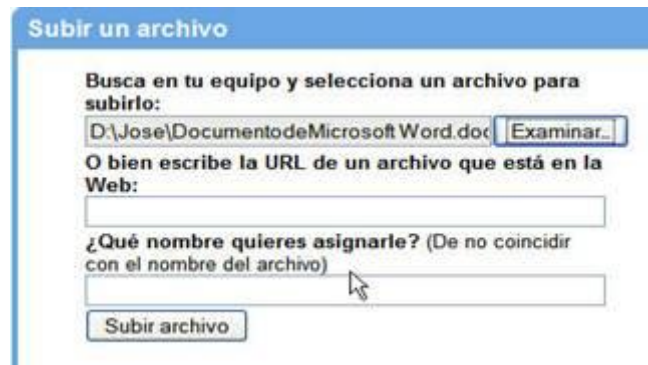 Subir un archivo
Busca en tu equipo y selecciona un archivo para
subirlo:
D:\Jose\DocumentodeMicrosoft Word.doc Examinar..
O bien escribe la URL de un archivo que está en la
Web:
¿Qué nombre quieres asignarle? (De no coincidir
con el nombre del archivo)
Subir archivo